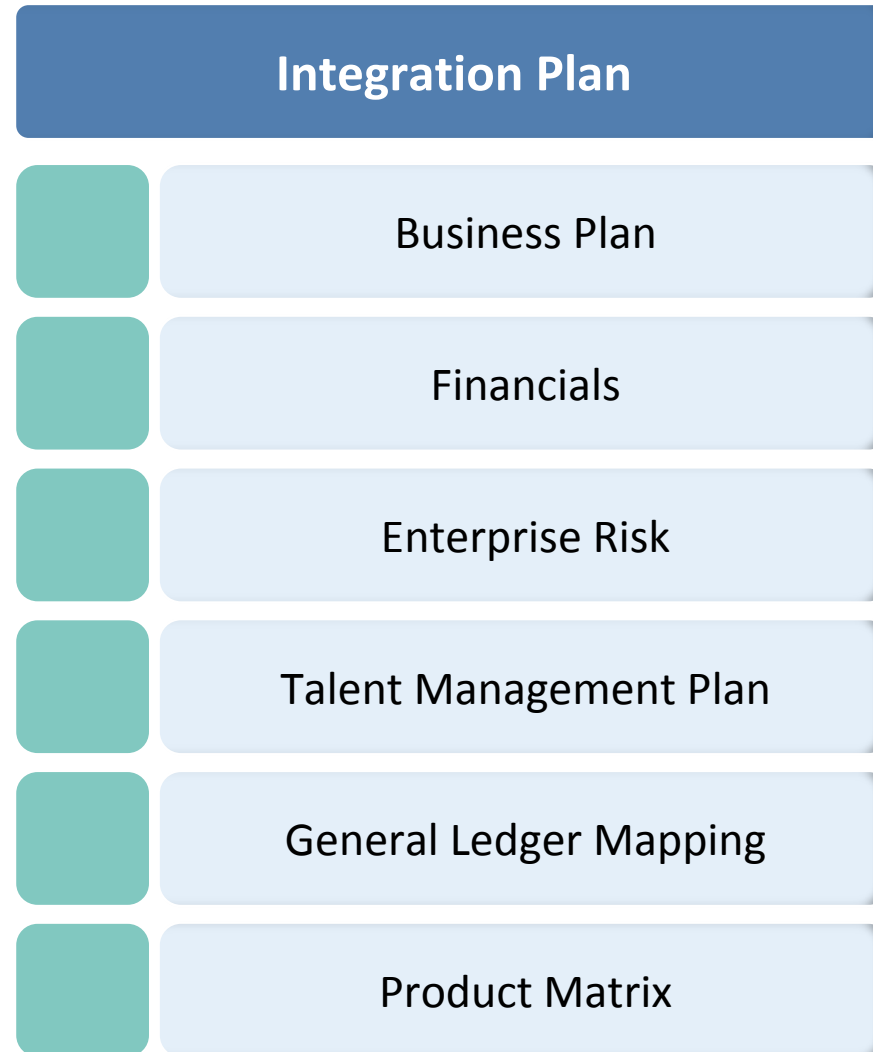 Integration Plan
Business Plan
Financials
Enterprise Risk
Talent Management Plan
General Ledger Mapping
Product Matrix